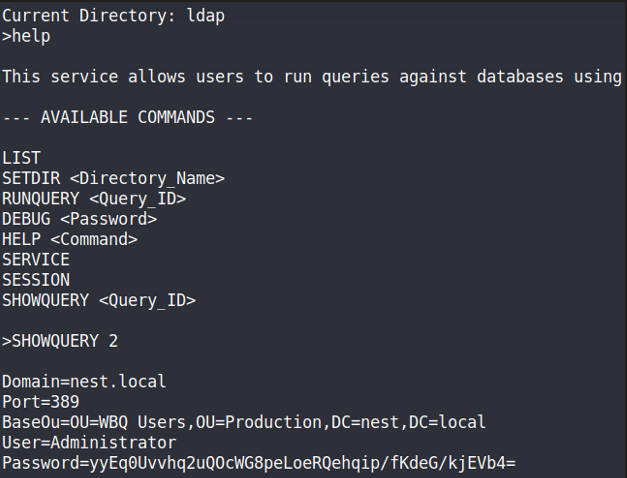 Current Directory: ldap
>help
This service allows users to run queries against databases using
--- AVAILABLE COMMANDS ---
LIST
SETDIR <Directory_Name>
RUNQUERY <Query_ID>
DEBUG <Password>
HELP <Command>
SERVICE
SESSION
SHOWQUERY <Query_ID>
>SHOWQUERY 2
Domain=nest.local
Port=389
BaseOu=OU=WBQ Users,OU=Production,DC=nest,DC=local
User=Administrator
Password=yyEq0Uvvhq2uQOcWG8peLoeRQehqip/fKdeG/kjEVb4=